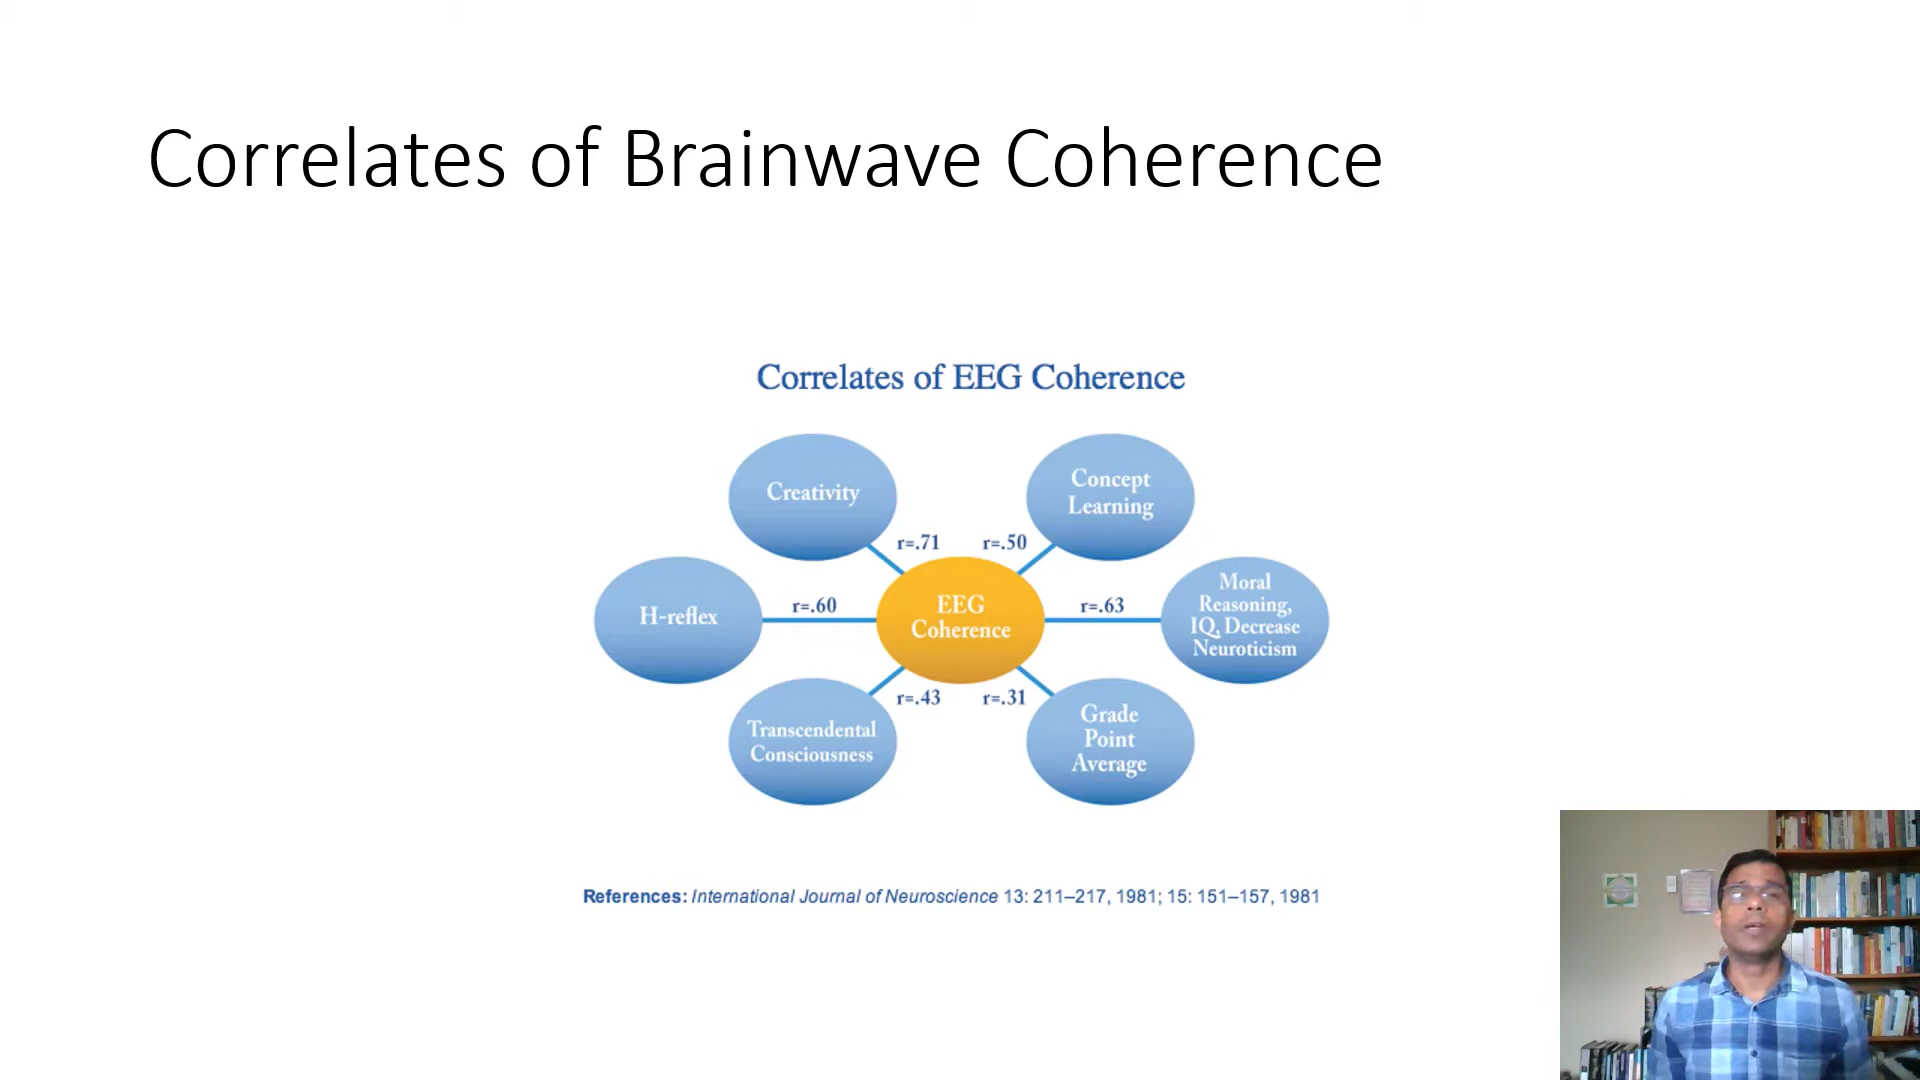 Correlates of Brainwave Coherence
Correlates of EEG Coherence
Creativity
Concept
Learning
r=.71
r=.50
H-reflex
r=.60
EEG
Coherence
r=.63
Moral
Reasoning,
IQ, Decrease
Neuroticism
r=.43
r=.31
Transcendental
Consciousness
Grade
Point
Average
References: International Journal of Neuroscience 13: 211–217, 1981; 15: 151–157, 1981